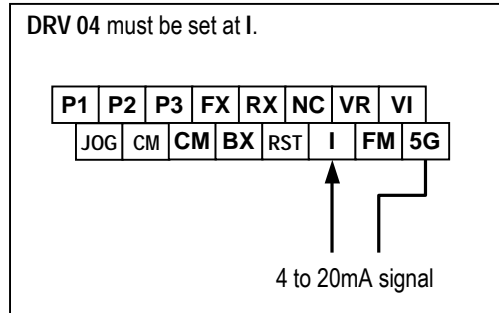 DRV 04 must be set at I.
P1 P2 P3 FX RX NC VR VI
JOG CM CM BX RST I FM 5G
4 to 20mA signal